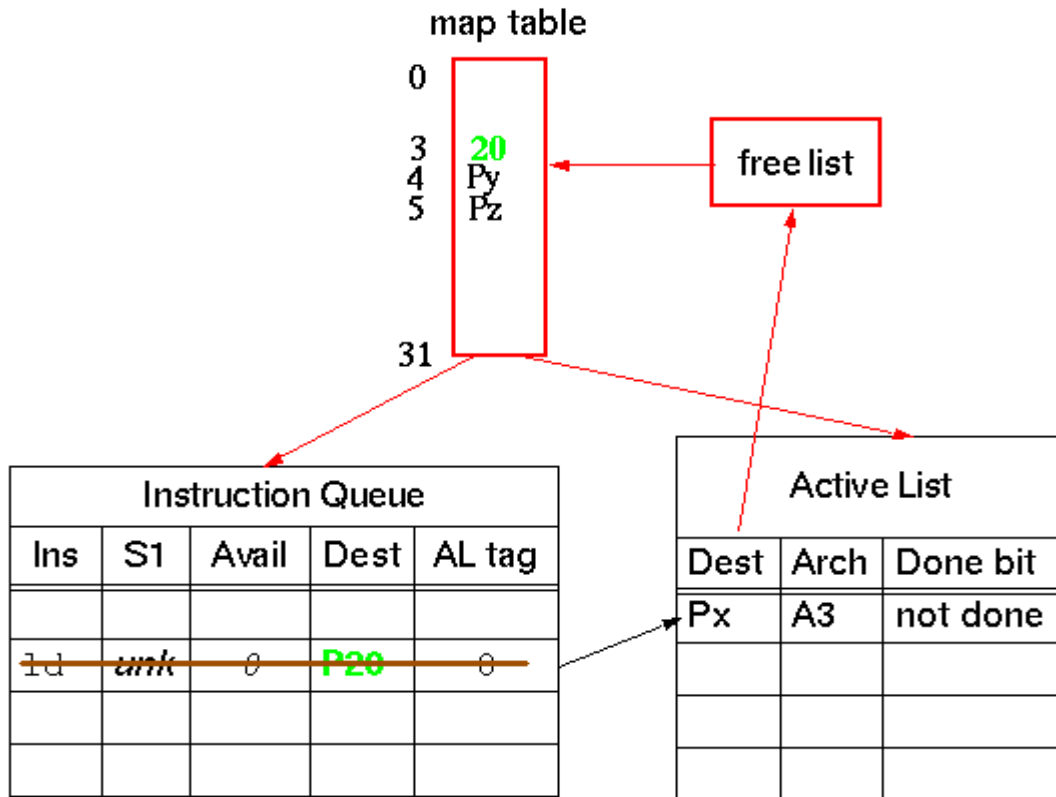 map table
0
3 20
4 Py
5 Pz
31
free list
Instruction Queue
Ins S1 Avail Dest AL tag
ld unk 0 P20 0
Active List
Dest Arch Done bit
Px A3 not done